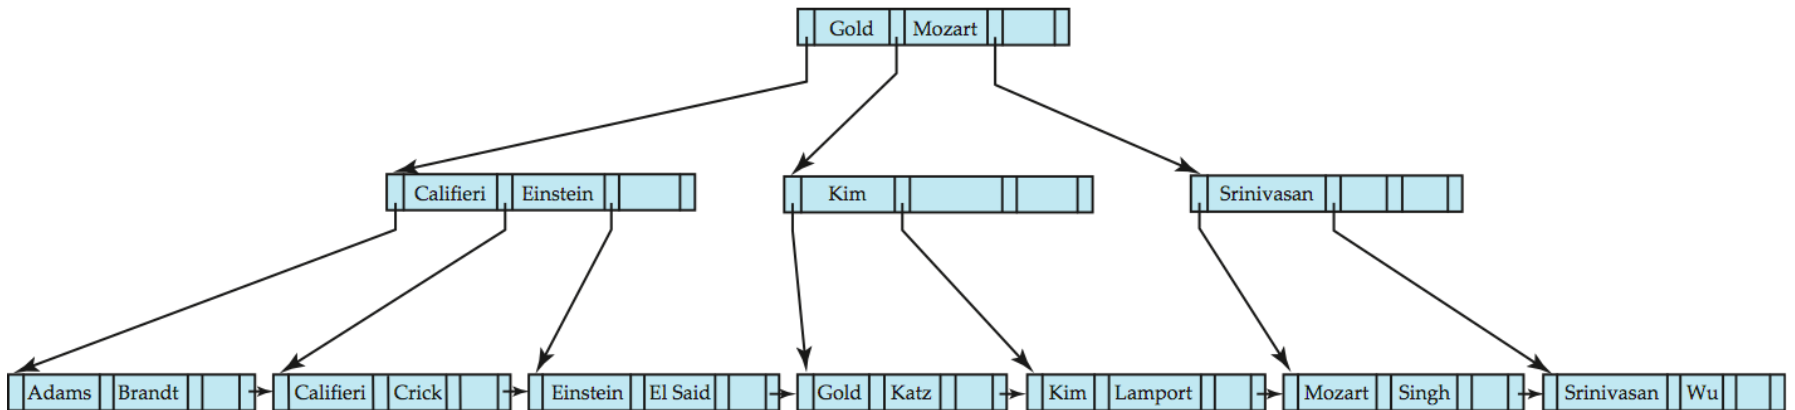 Gold Mozart
Califieri Einstein
Kim
Srinivasan
Adams Brandt
Califieri Crick
Einstein El Said
Gold Katz
Kim Lamport
Mozart Singh
Srinivasan Wu